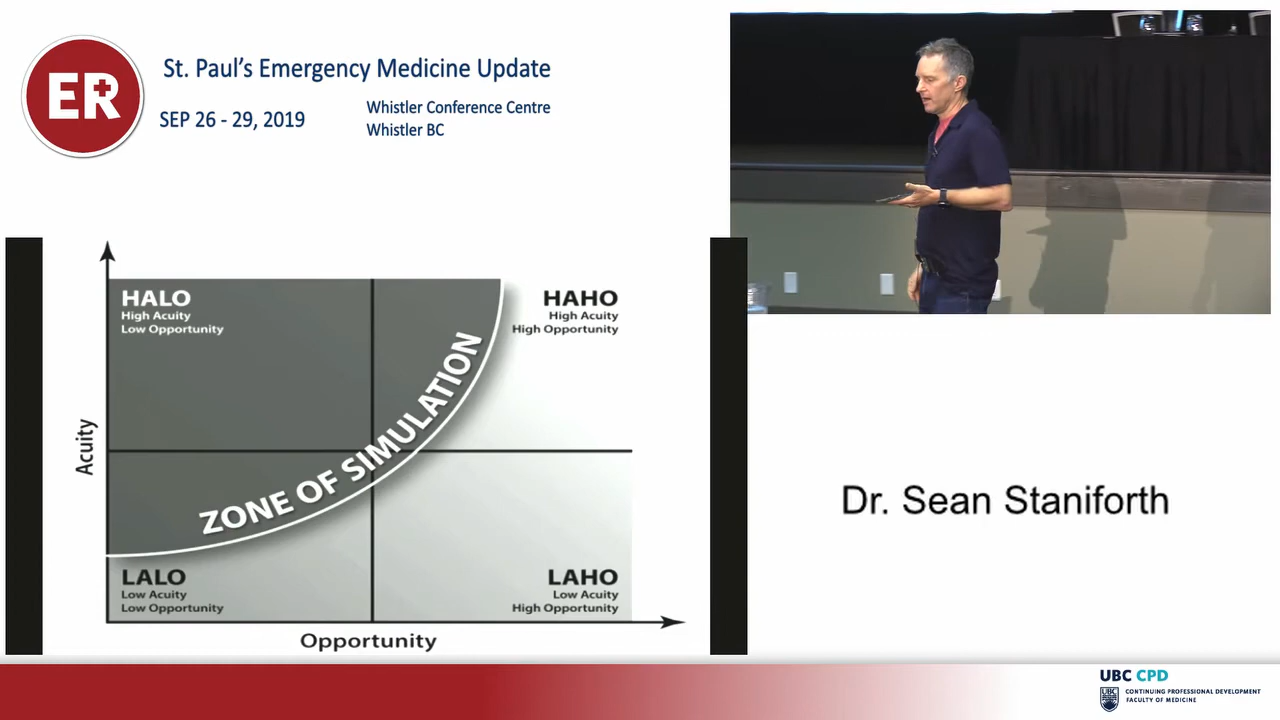 ER
St. Paul's Emergency Medicine Update
SEP 26 - 29, 2019
Whistler Conference Centre
Whistler BC
HALO
High Acuity
Low Opportunity
HAHO
High Acuity
High Opportunity
ZONE OF SIMULATION
Acuity
LALO
Low Acuity
Low Opportunity
LAHO
Low Acuity
High Opportunity
Opportunity
Dr. Sean Staniforth
UBC CPD
UBC
CONTINUING PROFESSIONAL DEVELOPMENT
FACULTY OF MEDICINE